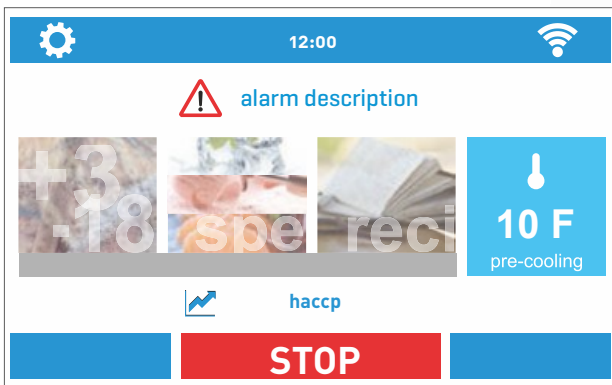 12:00
alarm description
+3
-18
spe
reci
10 F
pre-cooling
haccp
STOP